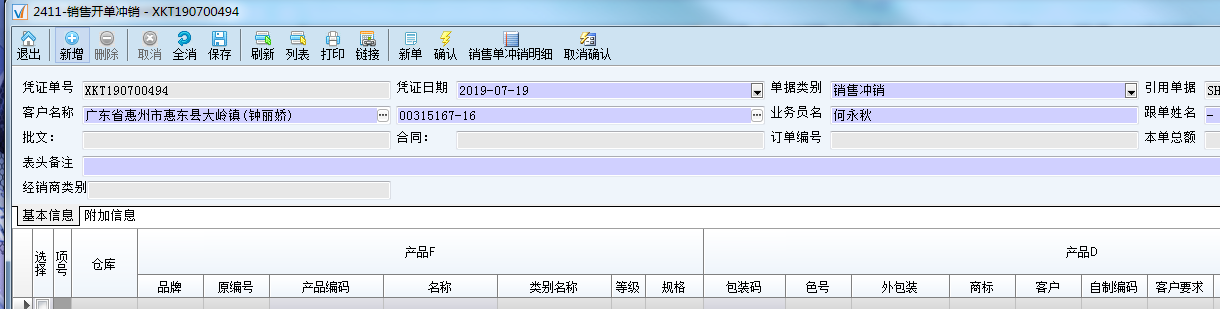 2411-销售开单冲销 - XKT190700494
退出 新增 删除 取消 全消 保存 刷新 列表 打印 链接 新单 确认 销售单冲销明细 取消确认
凭证单号 XKT190700494 凭证日期 2019-07-19 单据类别 销售冲销 引用单据 SH
客户名称 广东省惠州市惠东县大岭镇(钟丽娇) 00315167-16 业务员名 何永秋 跟单姓名 -
批文: 合同: 订单编号 本单总额
表头备注
经销商类别
基本信息 附加信息
选择 项号 仓库 产品F 产品D
品牌 原编号 产品编码 名称 类别名称 等级 规格 包装码 色号 外包装 商标 客户 自制编码 客户要求